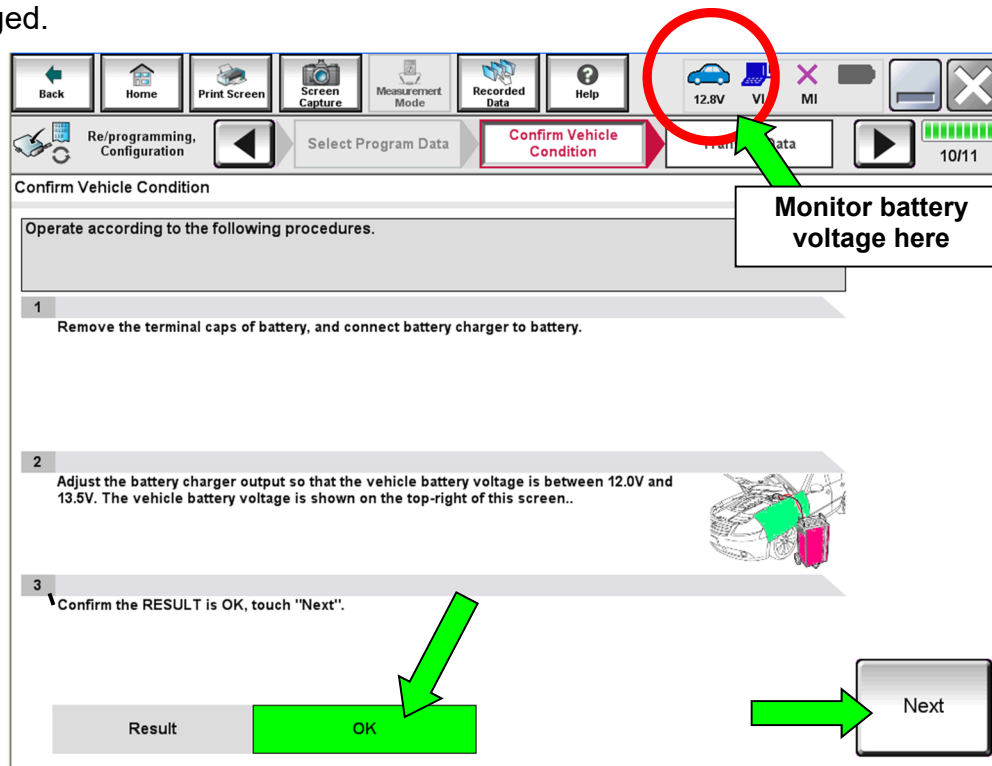 ged.
Back
Home
Print Screen
Screen
Capture
Measurement
Mode
Recorded
Data
Help
12.8V
VI
MI
Re/programming,
Configuration
Select Program Data
Confirm Vehicle
Condition
10/11
Confirm Vehicle Condition
Monitor battery
voltage here
Operate according to the following procedures.
1
Remove the terminal caps of battery, and connect battery charger to battery.
2
Adjust the battery charger output so that the vehicle battery voltage is between 12.0V and
13.5V. The vehicle battery voltage is shown on the top-right of this screen..
3
Confirm the RESULT is OK, touch "Next".
Result
OK
Next